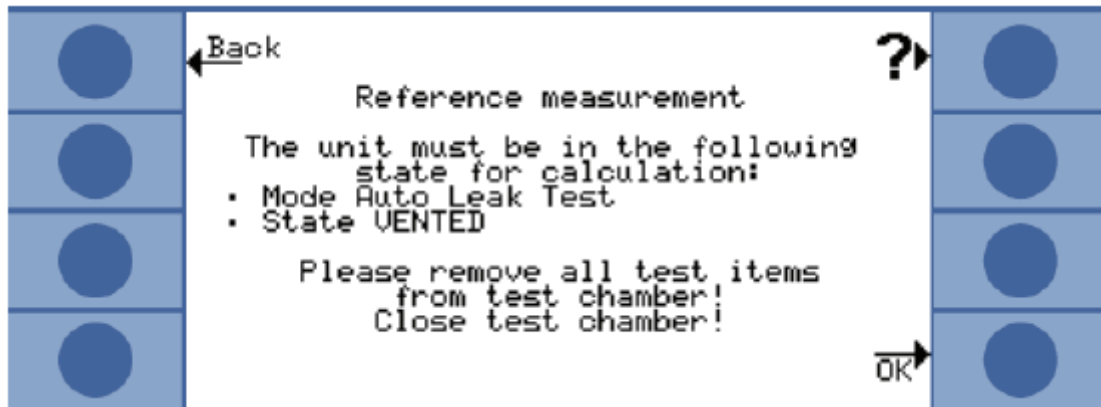 Back
?
Reference measurement
The unit must be in the following
state for calculation:
· Mode Auto Leak Test
· State VENTED
Please remove all test items
from test chamber!
Close test chamber!
OK